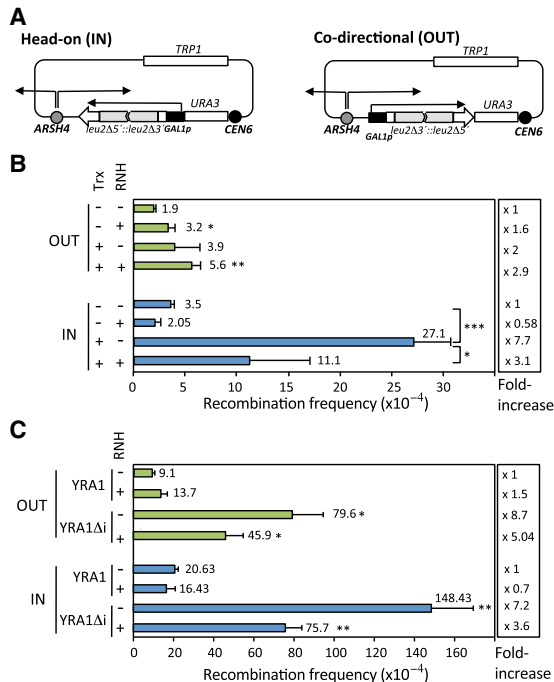 A
Head-on (IN)
TRP1
URA3
ARSH4
leu2Δ5´::leu2Δ3´
GAL1p
CEN6
Co-directional (OUT)
TRP1
URA3
ARSH4
GAL1p
leu2Δ3´::leu2Δ5´
CEN6
B
Trx RNH
OUT
- - 1.9 x 1
- + 3.2 * x 1.6
+ - 3.9 x 2
+ + 5.6 ** x 2.9
IN
- - 3.5 x 1
- + 2.05 x 0.58
+ - 27.1 x 7.7
+ + 11.1 x 3.1
***
*
0 5 10 15 20 25 30
Recombination frequency (x10⁻⁴)
Fold-
increase
C
RNH
OUT
YRA1
- 9.1 x 1
+ 13.7 x 1.5
YRA1Δi
- 79.6 * x 8.7
+ 45.9 * x 5.04
IN
YRA1
- 20.63 x 1
+ 16.43 x 0.7
YRA1Δi
- 148.43 ** x 7.2
+ 75.7 ** x 3.6
0 20 40 60 80 100 120 140 160
Recombination frequency (x10⁻⁴)
Fold-
increase